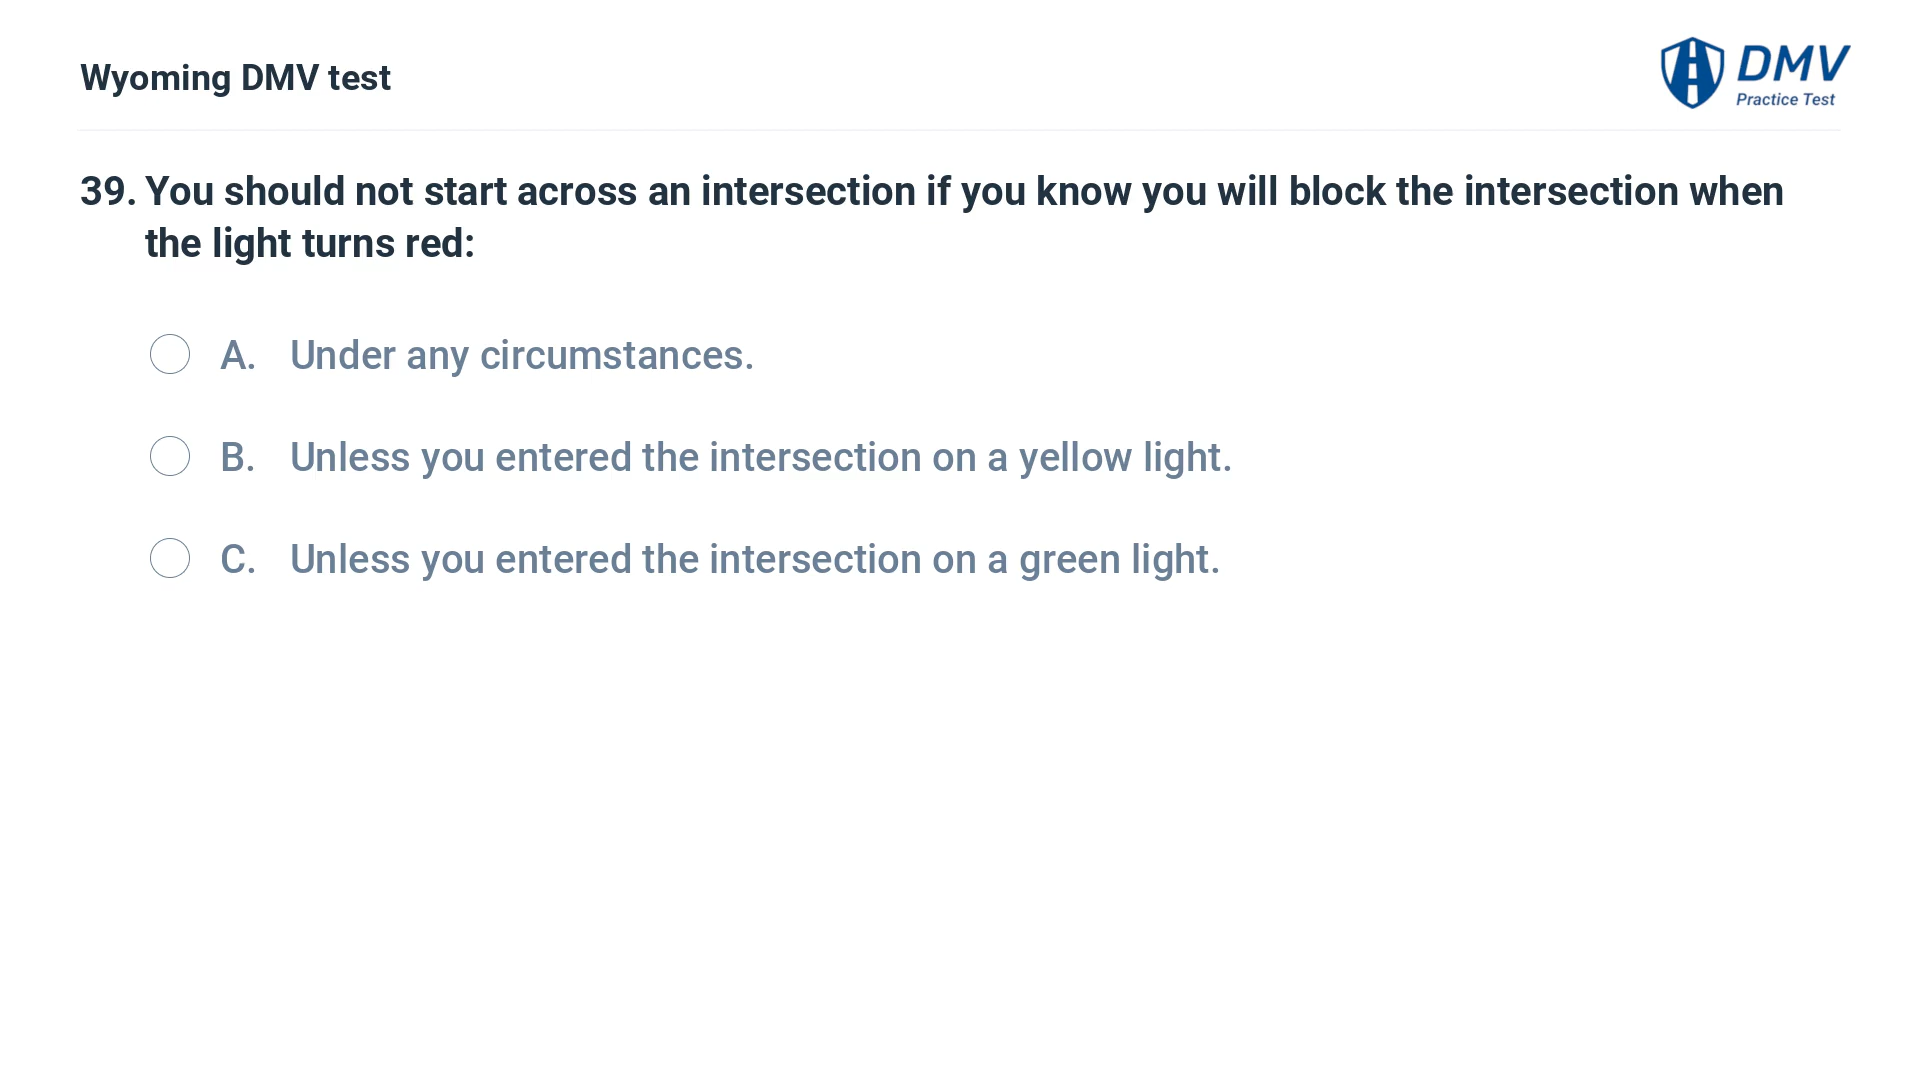 Wyoming DMV test
DMV
Practice Test
39. You should not start across an intersection if you know you will block the intersection when
the light turns red:
A. Under any circumstances.
B. Unless you entered the intersection on a yellow light.
C. Unless you entered the intersection on a green light.